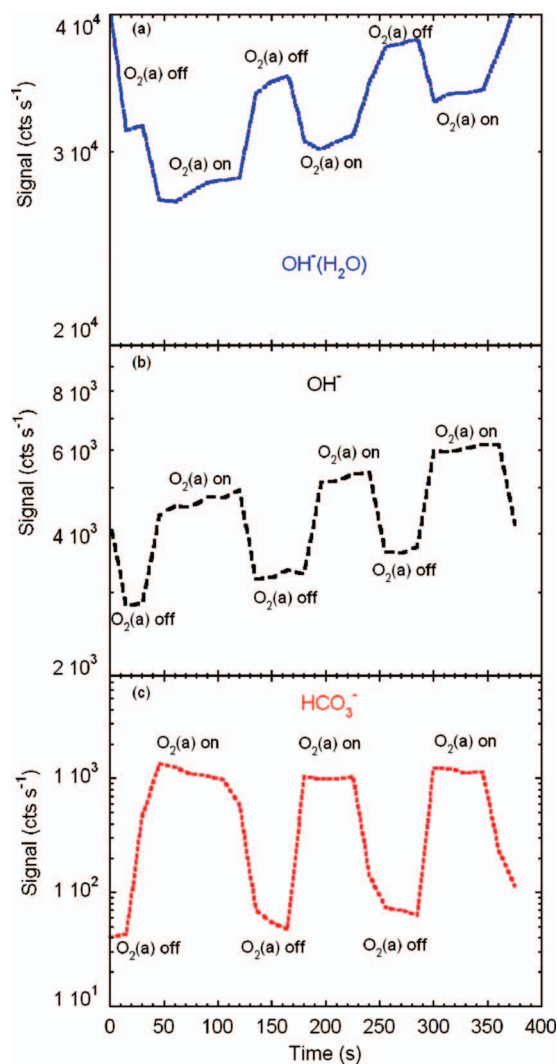 4 10⁴
(a)
O₂(a) off
O₂(a) off
O₂(a) off
3 10⁴
O₂(a) on
O₂(a) on
O₂(a) on
Signal (cts s⁻¹)
OH⁻(H₂O)
2 10⁴
(b)
OH⁻
8 10³
6 10³
O₂(a) on
O₂(a) on
O₂(a) on
Signal (cts s⁻¹)
4 10³
O₂(a) off
O₂(a) off
O₂(a) off
2 10³
(c)
HCO₃⁻
O₂(a) on
O₂(a) on
O₂(a) on
1 10³
Signal (cts s⁻¹)
1 10²
O₂(a) off
O₂(a) off
O₂(a) off
1 10¹
0 50 100 150 200 250 300 350 400
Time (s)